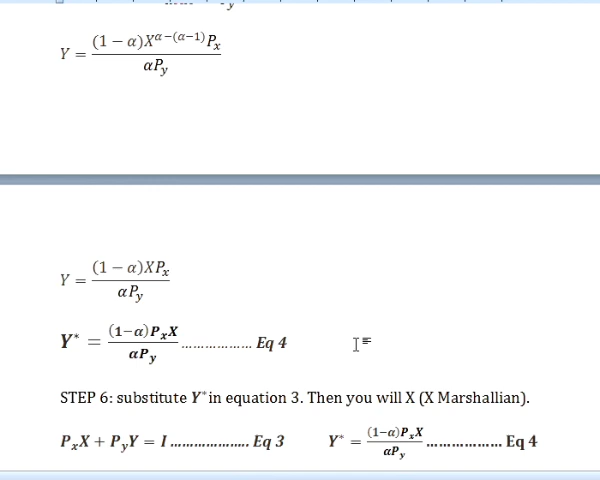 Y = (1 − α)X^{α−(α−1)}P_x / αP_y
Y = (1 − α)XP_x / αP_y
Y* = (1−α)P_xX / αP_y .................. Eq 4
STEP 6: substitute Y* in equation 3. Then you will X (X Marshallian).
P_xX + P_yY = I .................... Eq 3 Y* = (1−α)P_xX / αP_y .................. Eq 4